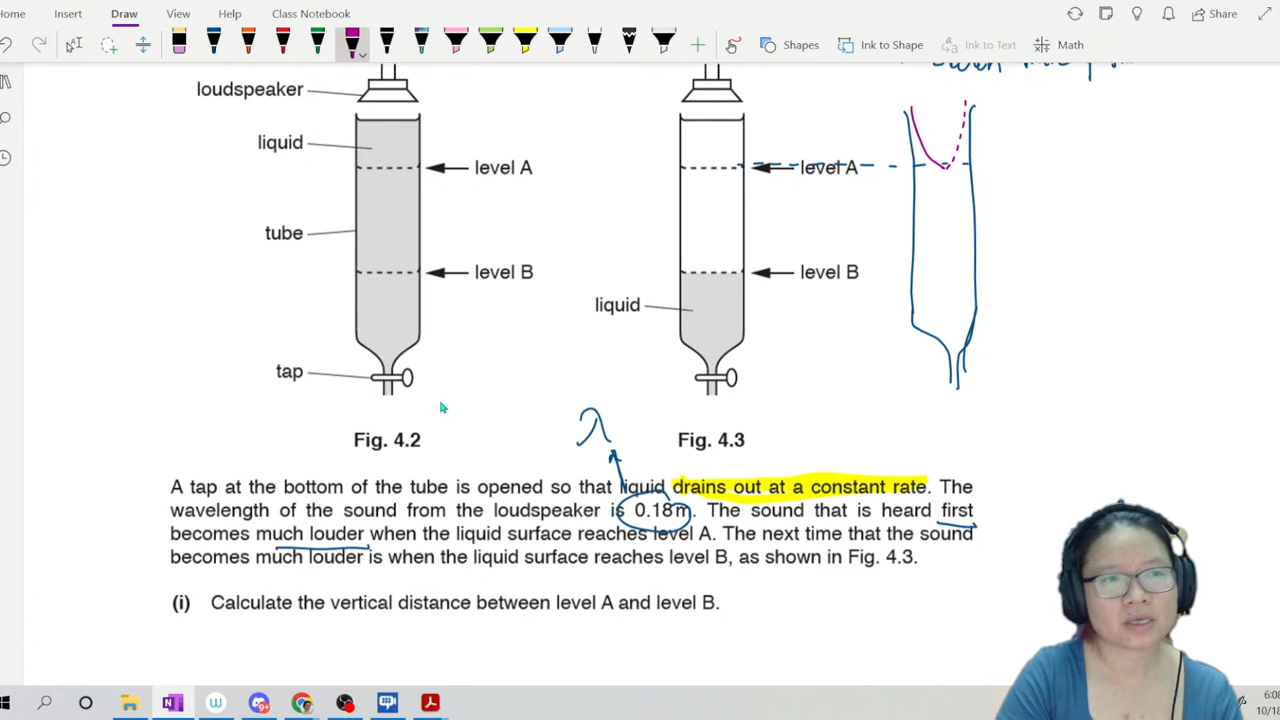 File Home Insert Draw View Help Class Notebook
Share
Shapes Ink to Shape Ink to Text Math
loudspeaker
liquid
level A level A
tube
level B level B
liquid
tap
λ
Fig. 4.2 Fig. 4.3
A tap at the bottom of the tube is opened so that liquid drains out at a constant rate. The
wavelength of the sound from the loudspeaker is 0.18m. The sound that is heard first
becomes much louder when the liquid surface reaches level A. The next time that the sound
becomes much louder is when the liquid surface reaches level B, as shown in Fig. 4.3.
(i) Calculate the vertical distance between level A and level B.
6:08
10/18